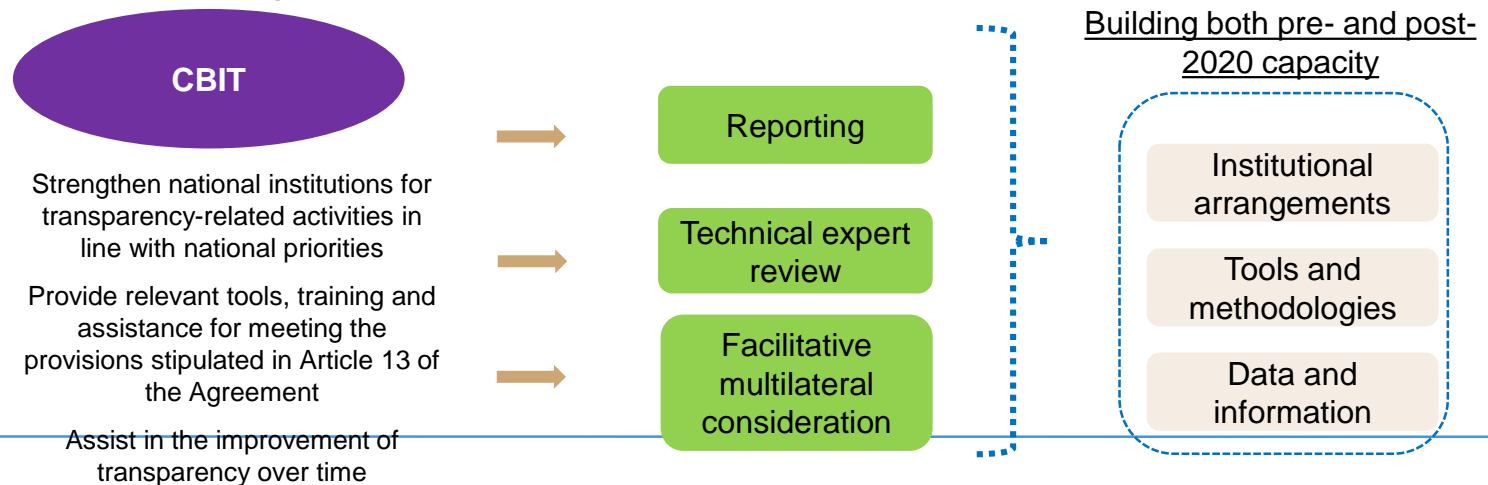 CBIT
Strengthen national institutions for
transparency-related activities in
line with national priorities
Provide relevant tools, training and
assistance for meeting the
provisions stipulated in Article 13 of
the Agreement
Assist in the improvement of
transparency over time
Reporting
Technical expert
review
Facilitative
multilateral
consideration
Building both pre- and post-
2020 capacity
Institutional
arrangements
Tools and
methodologies
Data and
information